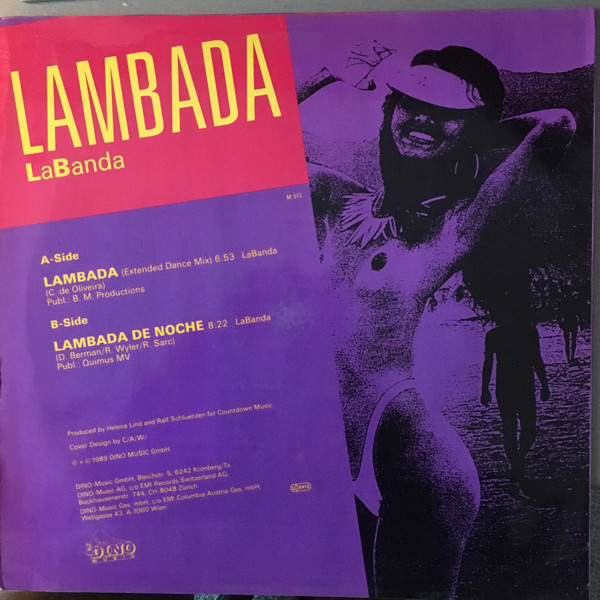 LAMBADA
LaBanda
M 510
A-Side
LAMBADA (Extended Dance Mix) 6:53 LaBanda
(C. de Oliveira)
Publ.: B. M. Productions
B-Side
LAMBADA DE NOCHE 8:22 LaBanda
(D. Berman/R. Wyler/R. Sarc)
Publ.: Quimus MV
Produced by Helena Lind and Ralf Schluenzen for Countdown Music
Cover Design by C/A/W/
℗ + © 1989 DINO MUSIC GmbH
DINO-Music GmbH, Bleichstr. 5, 6242 Kronberg/Ts
DINO-Music AG, c/o EMI Records Switzerland AG,
Buckhauserstr. 744, CH 8048 Zürich
DINO-Music Ges. mbH, c/o EMI Columbia Austria Ges. mbH,
Webgasse 43, A 1060 Wien
DINO
MUSIC